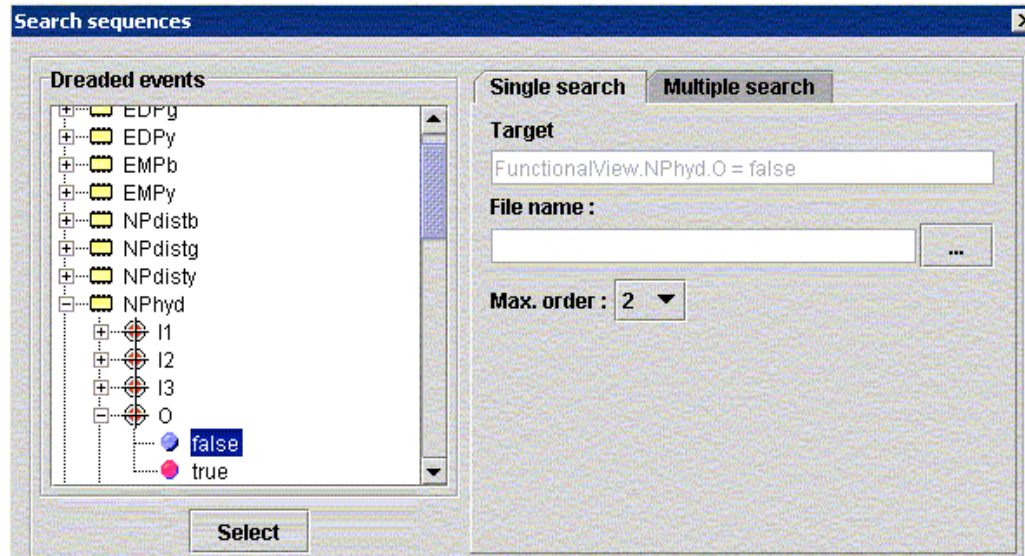 Search sequences
Dreaded events
EDPg
EDPy
EMPb
EMPy
NPdistb
NPdistg
NPdisty
NPhyd
I1
I2
I3
O
false
true
Select
Single search
Multiple search
Target
FunctionalView.NPhyd.O = false
File name :
...
Max. order : 2